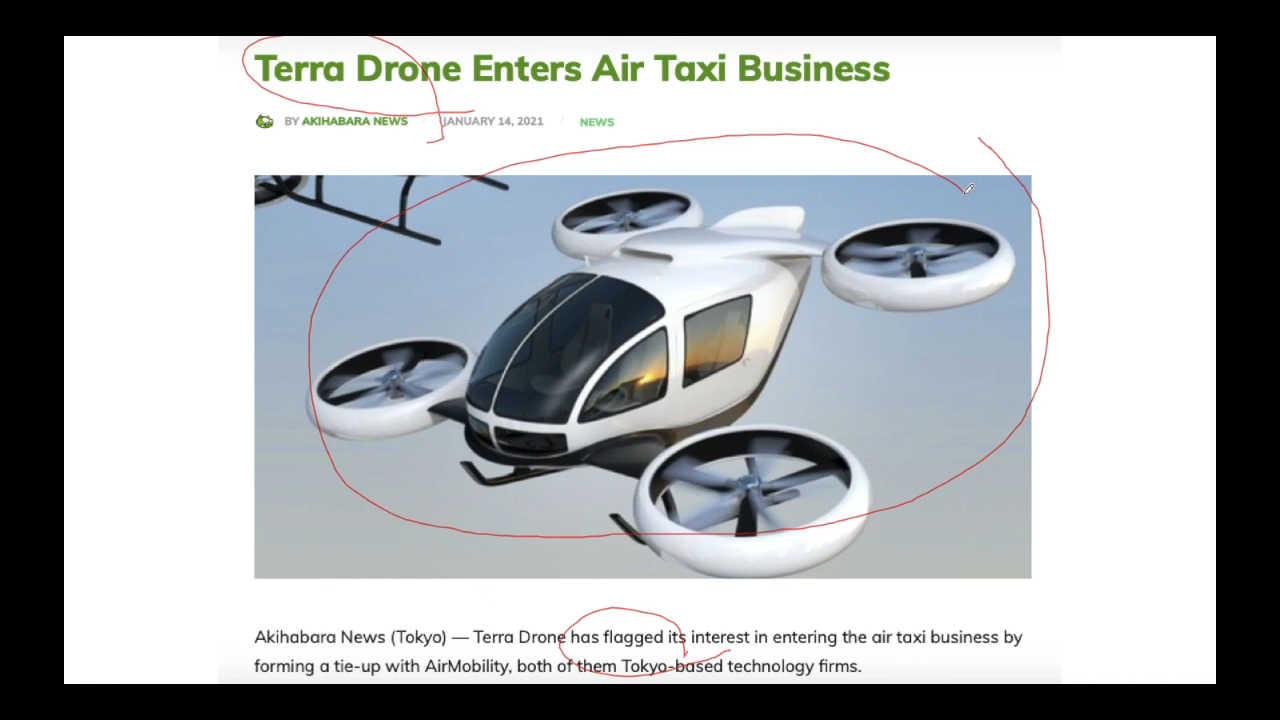 Terra Drone Enters Air Taxi Business
BY AKIHABARA NEWS / JANUARY 14, 2021 / NEWS
Akihabara News (Tokyo) — Terra Drone has flagged its interest in entering the air taxi business by
forming a tie-up with AirMobility, both of them Tokyo-based technology firms.